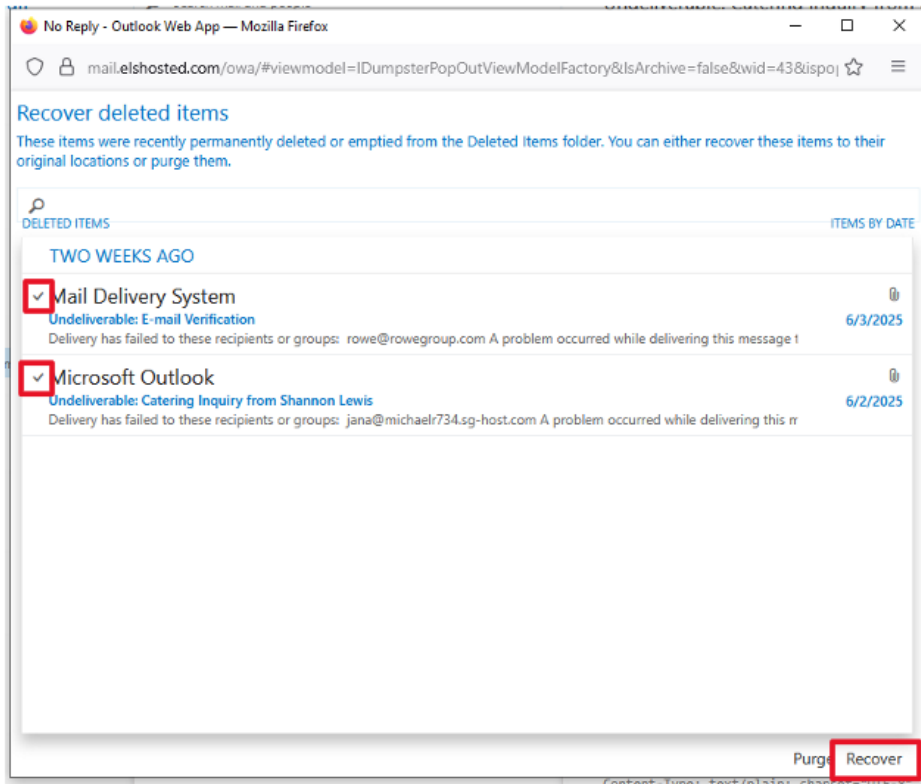 No Reply - Outlook Web App — Mozilla Firefox
mail.elshosted.com/owa/#viewmodel=IDumpsterPopOutViewModelFactory&IsArchive=false&wid=43&ispo
Recover deleted items
These items were recently permanently deleted or emptied from the Deleted Items folder. You can either recover these items to their
original locations or purge them.
DELETED ITEMS ITEMS BY DATE
TWO WEEKS AGO
Mail Delivery System
Undeliverable: E-mail Verification 6/3/2025
Delivery has failed to these recipients or groups: rowe@rowegroup.com A problem occurred while delivering this message t
Microsoft Outlook
Undeliverable: Catering Inquiry from Shannon Lewis 6/2/2025
Delivery has failed to these recipients or groups: jana@michaelr734.sg-host.com A problem occurred while delivering this m
Purge Recover